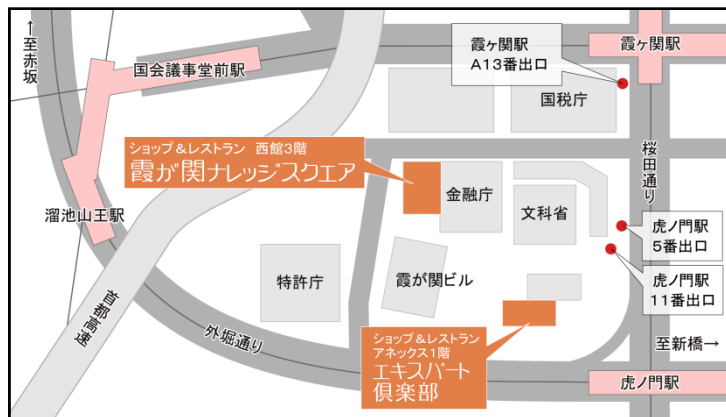 ←至赤坂
国会議事堂前駅
霞ヶ関駅
A13番出口
霞ヶ関駅
国税庁
ショップ&レストラン 西館3階
霞が関ナレッジスクエア
金融庁
文科省
桜田通り
溜池山王駅
虎ノ門駅
5番出口
特許庁
霞が関ビル
虎ノ門駅
11番出口
首都高速
外堀通り
ショップ&レストラン
アネックス1階
エキスパート
倶楽部
至新橋→
虎ノ門駅